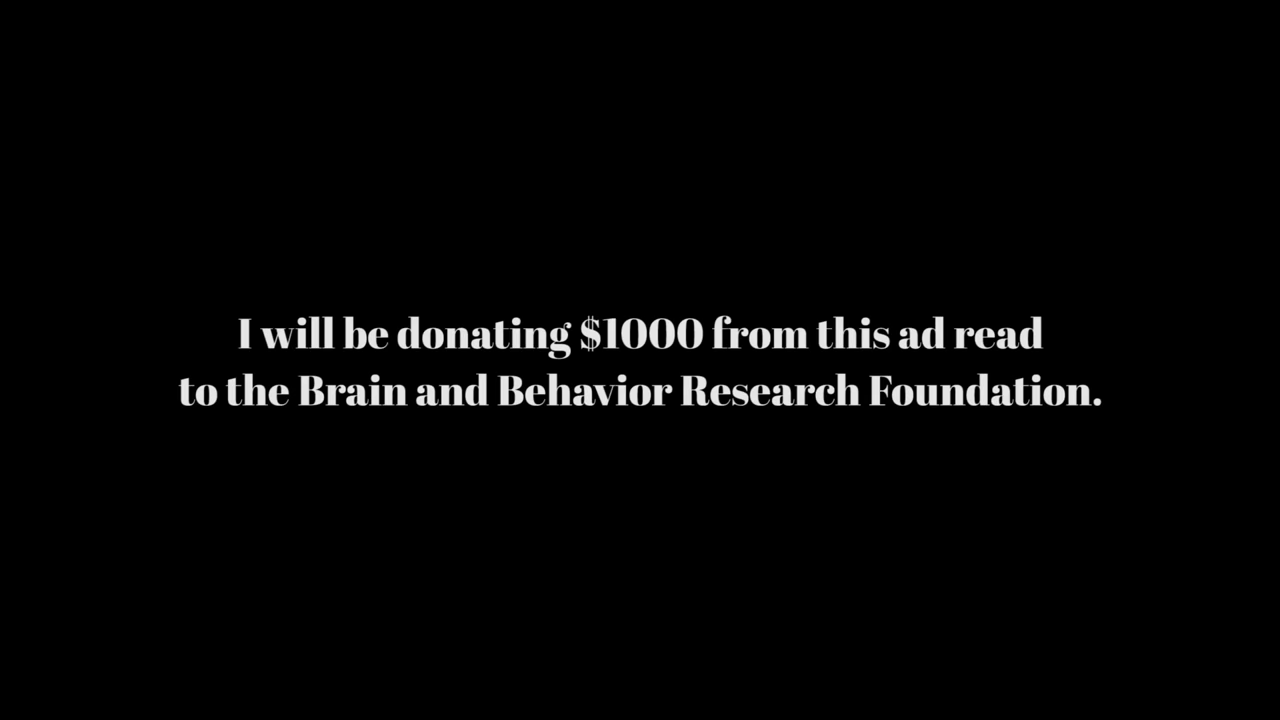 I will be donating $1000 from this ad read
to the Brain and Behavior Research Foundation.